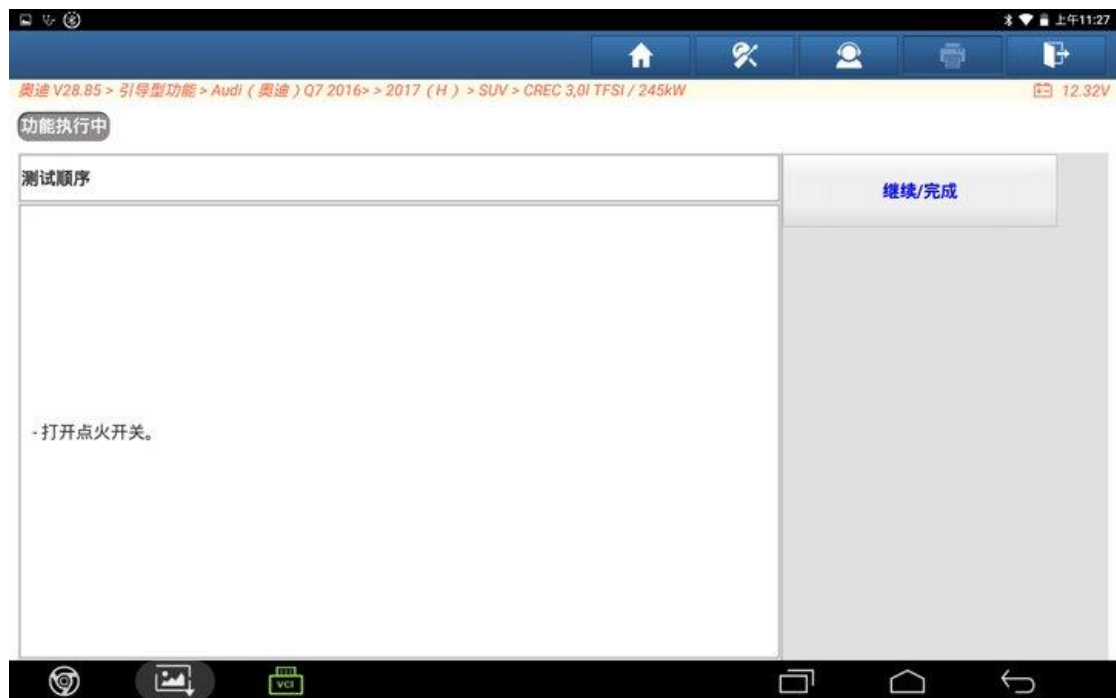 上午11:27
奥迪 V28.85 > 引导型功能 > Audi（奥迪）Q7 2016> > 2017（H）> SUV > CREC 3,0l TFSI / 245kW
12.32V
功能执行中
测试顺序
继续/完成
- 打开点火开关。
VCI